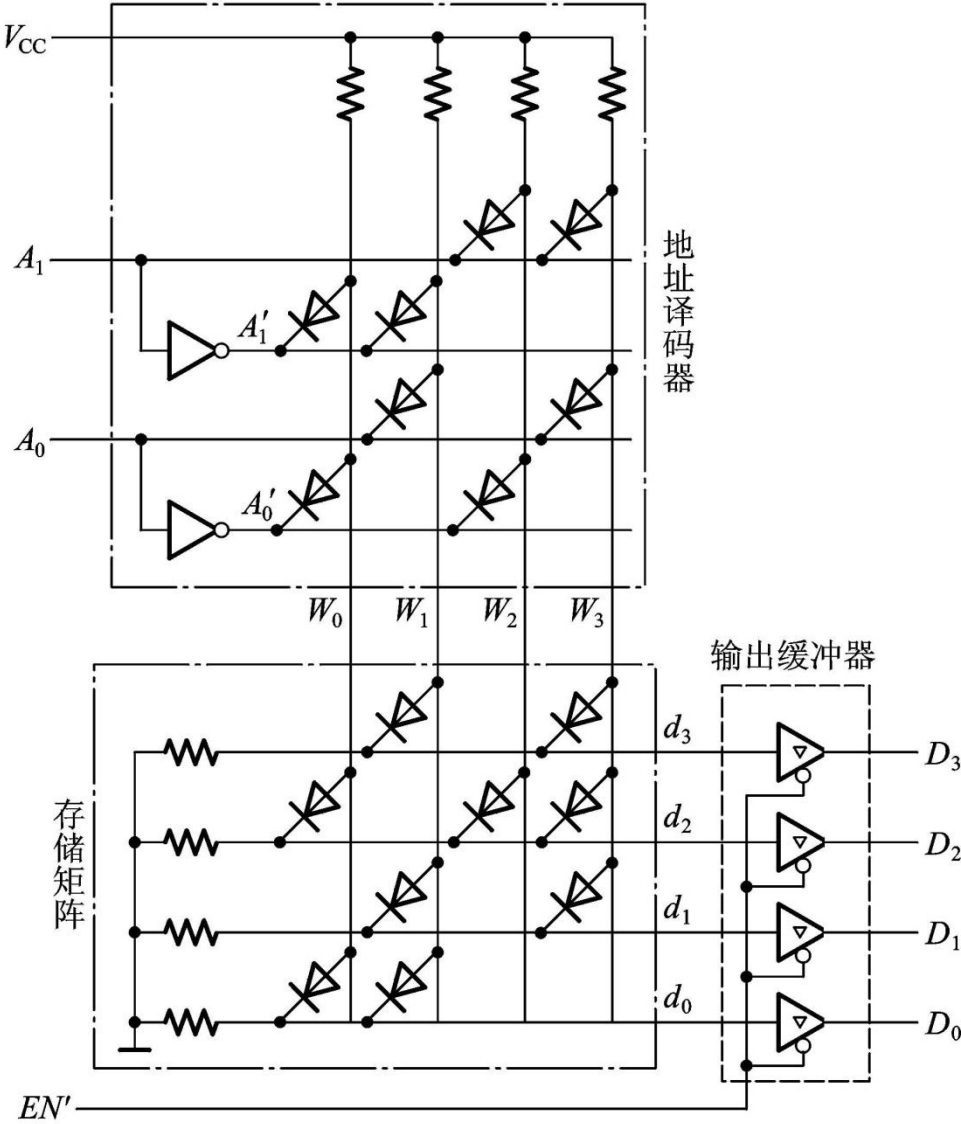 V_CC
A_1
A_1'
A_0
A_0'
地址译码器
W_0 W_1 W_2 W_3
输出缓冲器
存储矩阵
d_3 D_3
d_2 D_2
d_1 D_1
d_0 D_0
EN'